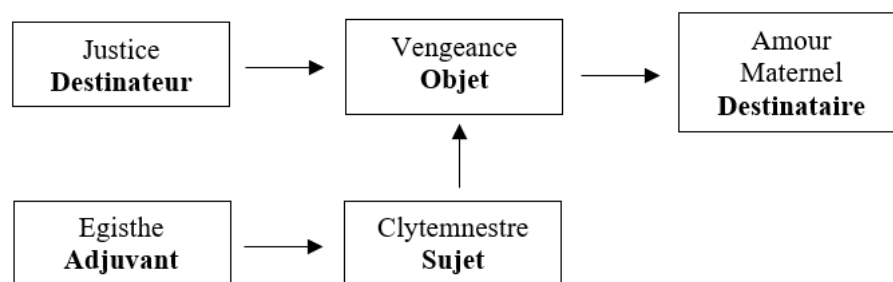 Justice
Destinateur
Vengeance
Objet
Amour
Maternel
Destinataire
Egisthe
Adjuvant
Clytemnestre
Sujet